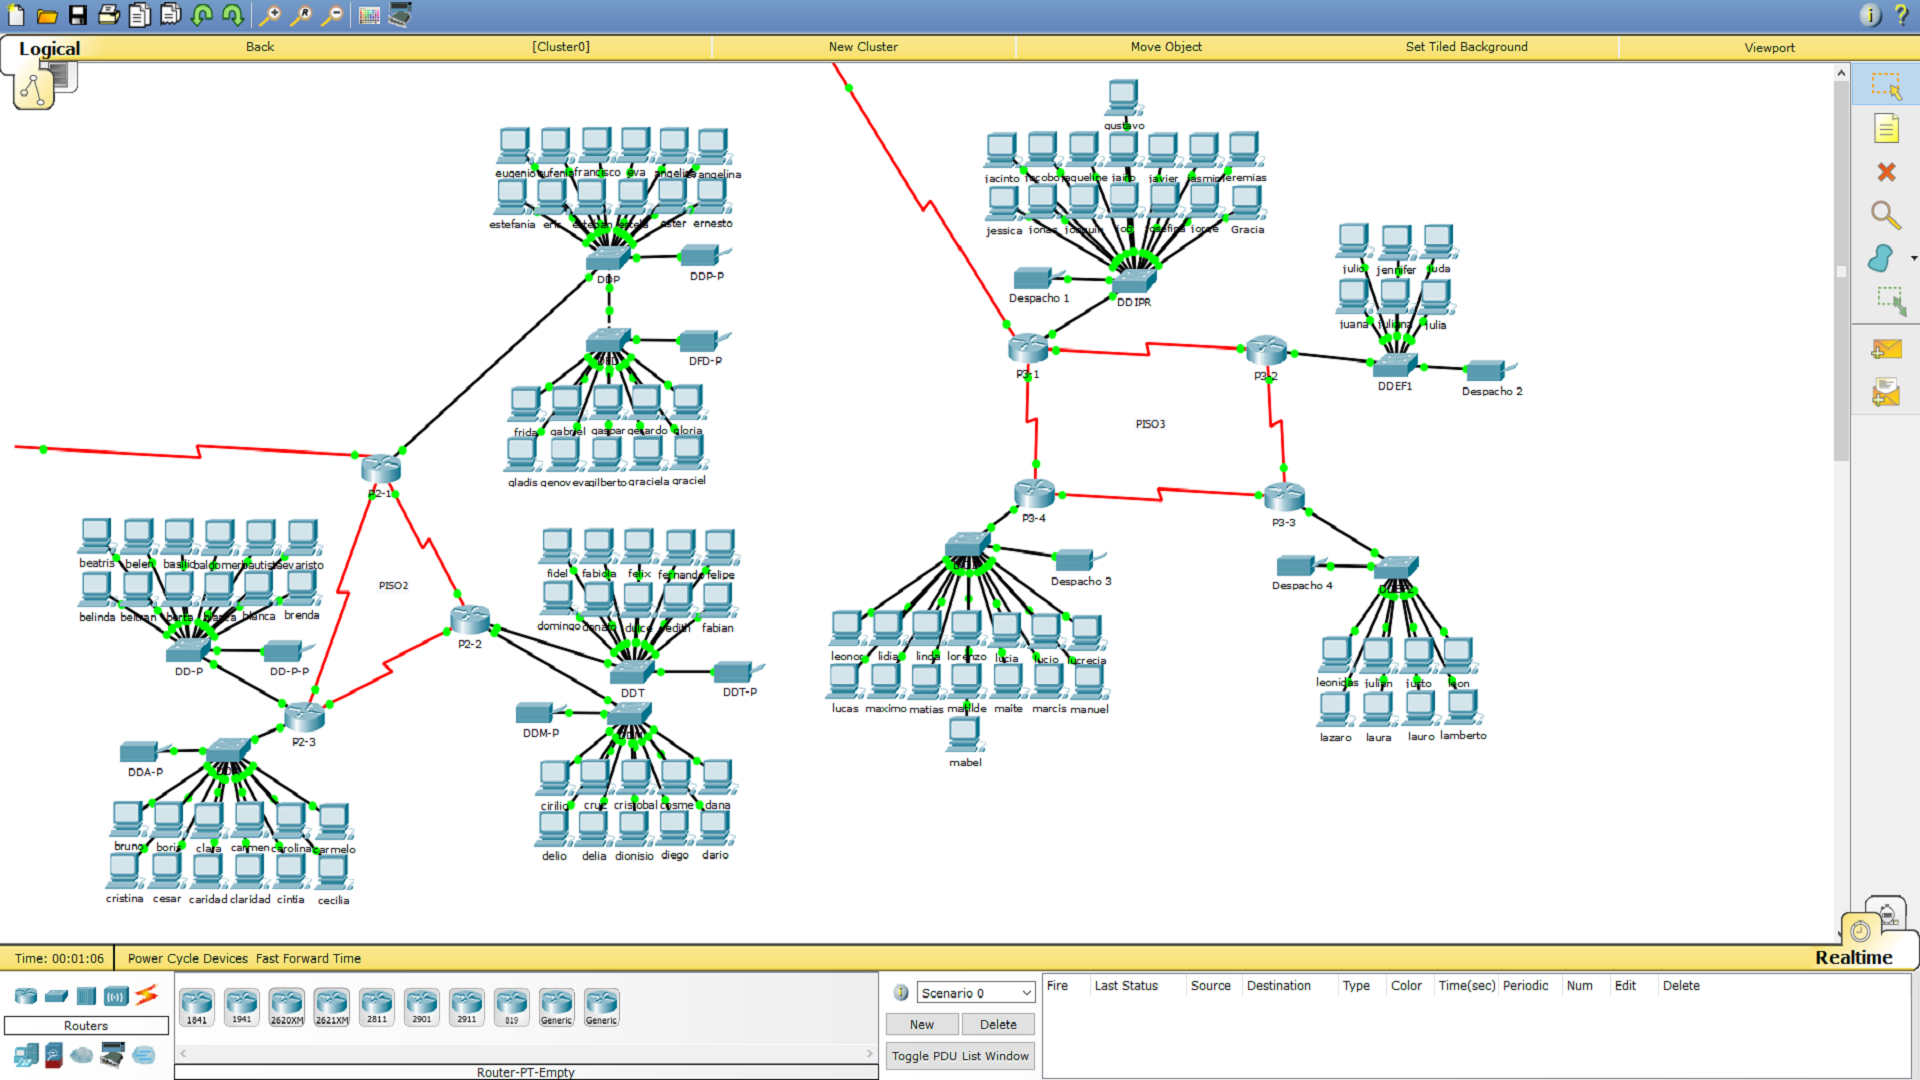 Logical
Back
[Cluster0]
New Cluster
Move Object
Set Tiled Background
Viewport
gustavo
eugenio eufenia francisco eva angelina
estefania eric esteban estela ester ernesto
DDP
DDP-P
DFD-P
frida gabriel gaspar gerardo gloria
gladis genoveva gilberto graciela graciel
jacinto jacobo jaqueline jairo javier jasmin jeremias
jessica jonas joaquin job josefina jorge Gracia
Despacho 1
DDIPR
julio jennifer juda
juana juliana julia
DDEF1
Despacho 2
P3-1
P3-2
PISO3
P3-4
P3-3
Despacho 3
Despacho 4
leonor lidia linda lorenzo lucia lucio lucrecia
lucas maximo matias matilde maite marcis manuel
mabel
leonidas julian justo leon
lazaro laura lauro lamberto
P2-1
PISO2
beatris belen basilio baldomero bautista evaristo
belinda beltran berta blanca brenda
DD-P
DD-P-P
P2-2
P2-3
fidel fabiola felix fernando felipe
domingo donato dulce edith fabian
DDT
DDT-P
DDM-P
cirilio cruz cristobal cosme dana
delio delia dionisio diego dario
DDA-P
bruno boris clara carmen carolina carmelo
cristina cesar caridad claridad cintia cecilia
Time: 00:01:06
Power Cycle Devices Fast Forward Time
Realtime
Routers
1841
1941
2620XM
2621XM
2811
2901
2911
819
Generic
Generic
Router-PT-Empty
Scenario 0
New
Delete
Toggle PDU List Window
Fire
Last Status
Source
Destination
Type
Color
Time(sec)
Periodic
Num
Edit
Delete